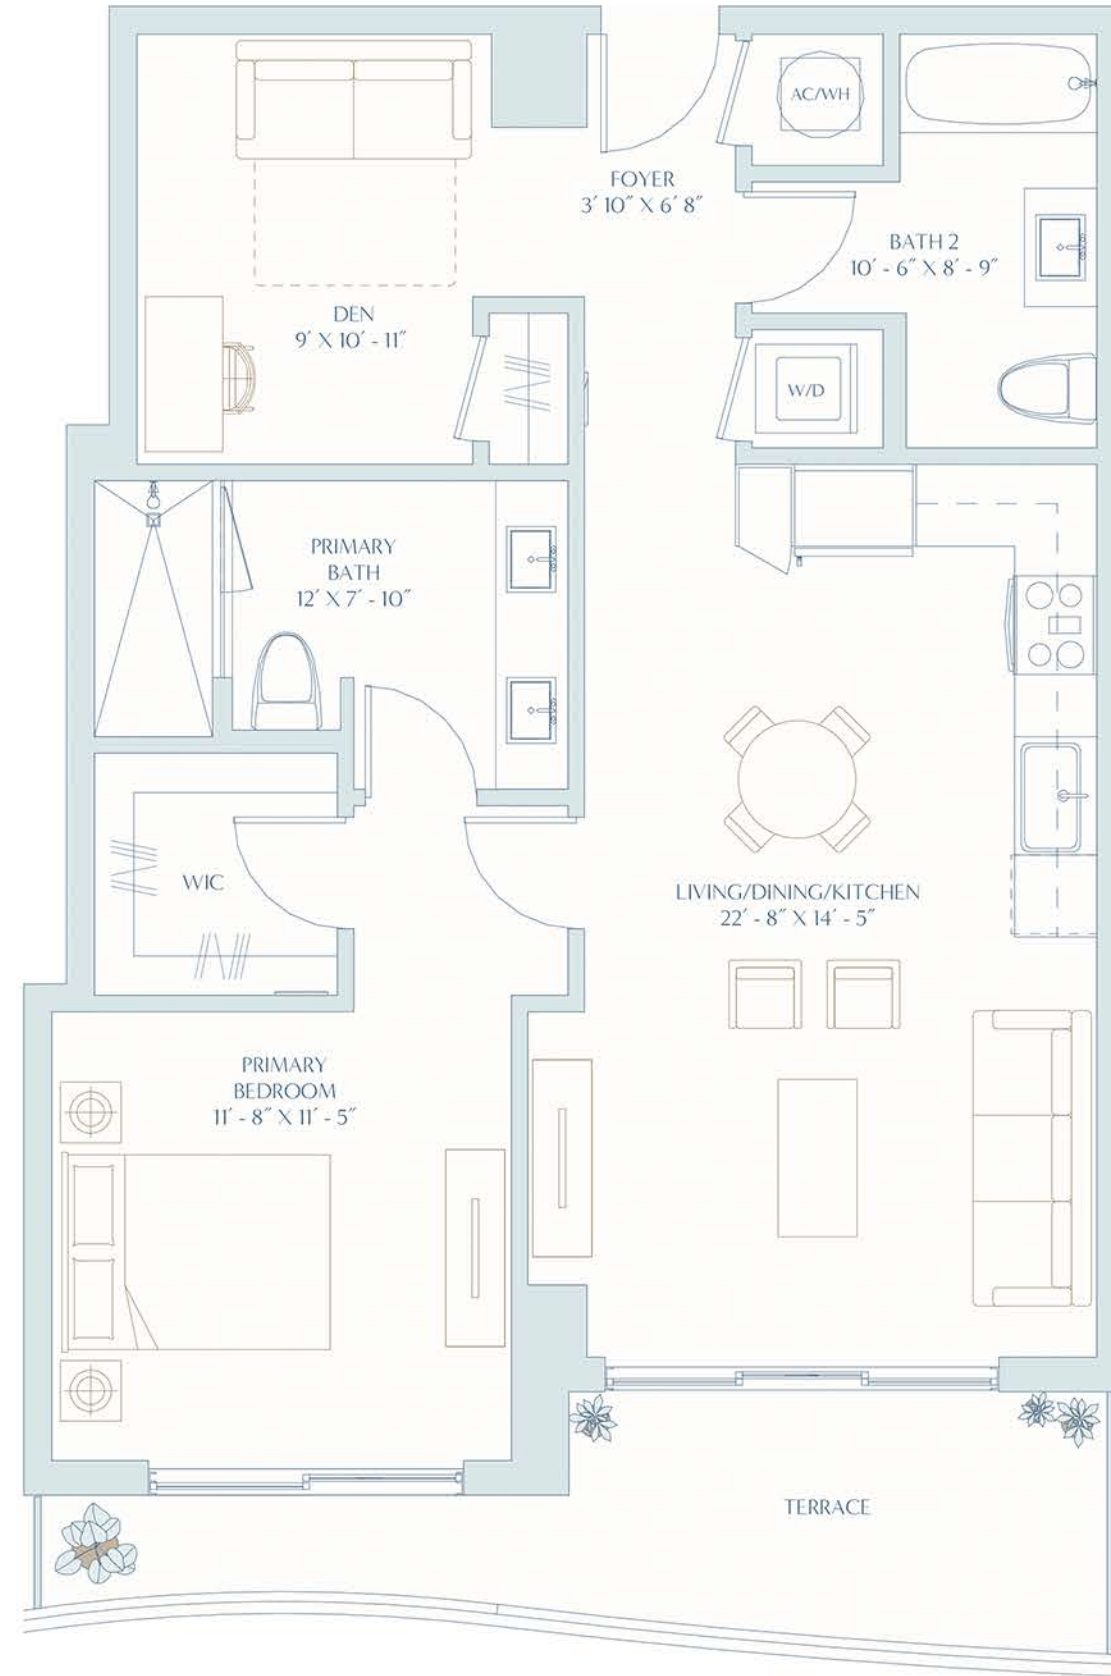 AC/WH
FOYER
3' 10" X 6' 8"
BATH 2
10' - 6" X 8' - 9"
DEN
9' X 10' - 11"
W/D
PRIMARY
BATH
12' X 7' - 10"
WIC
LIVING/DINING/KITCHEN
22' - 8" X 14' - 5"
PRIMARY
BEDROOM
11' - 8" X 11' - 5"
TERRACE